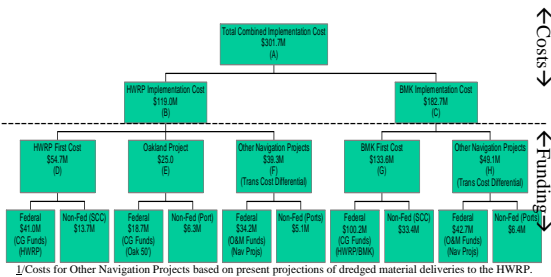 Total Combined Implementation Cost
$301.7M
(A)
←Costs→
HWRP Implementation Cost
$119.0M
(B)
BMK Implementation Cost
$182.7M
(C)
←Funding→
HWRP First Cost
$54.7M
(D)
Oakland Project
$25.0
(E)
Other Navigation Projects
$39.3M
(F)
(Trans Cost Differential)
BMK First Cost
$133.6M
(G)
Other Navigation Projects
$49.1M
(H)
(Trans Cost Differential)
Federal
$41.0M
(CG Funds)
(HWRP)
Non-Fed (SCC)
$13.7M
Federal
$18.7M
(CG Funds)
(Oak 50')
Non-Fed (Port)
$6.3M
Federal
$34.2M
(O&M Funds)
(Nav Projs)
Non-Fed (Ports)
$5.1M
Federal
$100.2M
(CG Funds)
(HWRP/BMK)
Non-Fed (SCC)
$33.4M
Federal
$42.7M
(O&M Funds)
(Nav Projs)
Non-Fed (Ports)
$6.4M
1/Costs for Other Navigation Projects based on present projections of dredged material deliveries to the HWRP.